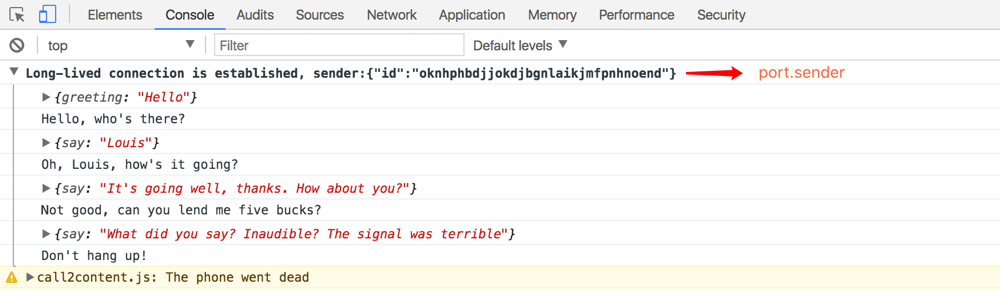 Elements Console Audits Sources Network Application Memory Performance Security
top Filter Default levels
Long-lived connection is established, sender:{"id":"oknhphbdjjokdjbgnlaikjmfpnhnoend"} port.sender
{greeting: "Hello"}
Hello, who's there?
{say: "Louis"}
Oh, Louis, how's it going?
{say: "It's going well, thanks. How about you?"}
Not good, can you lend me five bucks?
{say: "What did you say? Inaudible? The signal was terrible"}
Don't hang up!
call2content.js: The phone went dead